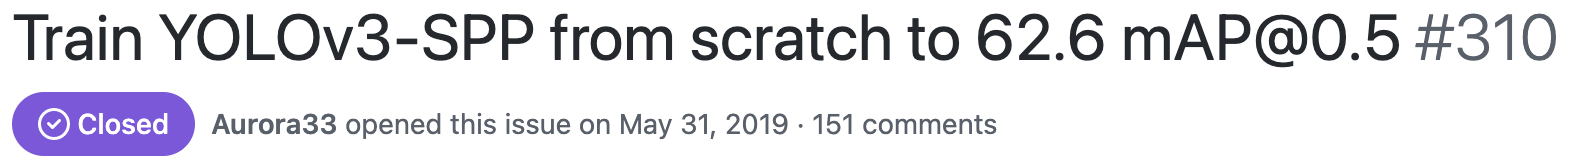 Train YOLOv3-SPP from scratch to 62.6 mAP@0.5 #310
Closed Aurora33 opened this issue on May 31, 2019 · 151 comments